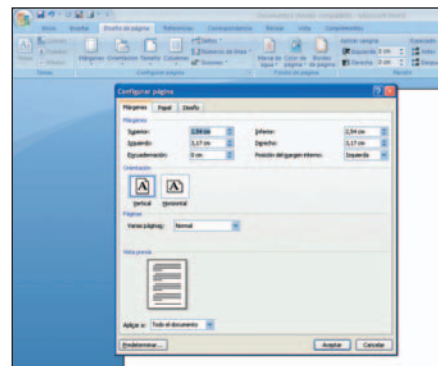 Inicio Insertar Diseño de página Referencias Correspondencia Revisar Vista Complementos
Márgenes Orientación Tamaño Columnas Saltos Números de línea
Marca de agua Color de página Bordes de página
Aplicar sangría
Izquierda: 0 cm
Derecha: 0 cm
Temas Configurar página Fondo de página
Configurar página
Márgenes Papel Diseño
Márgenes
Superior: 2,54 cm Inferior: 2,54 cm
Izquierdo: 3,17 cm Derecho: 3,17 cm
Encuadernación: 0 cm Posición del margen interno: Izquierda
Orientación
Vertical Horizontal
Páginas
Varias páginas: Normal
Vista previa
Aplicar a: Todo el documento
Predeterminar... Aceptar Cancelar